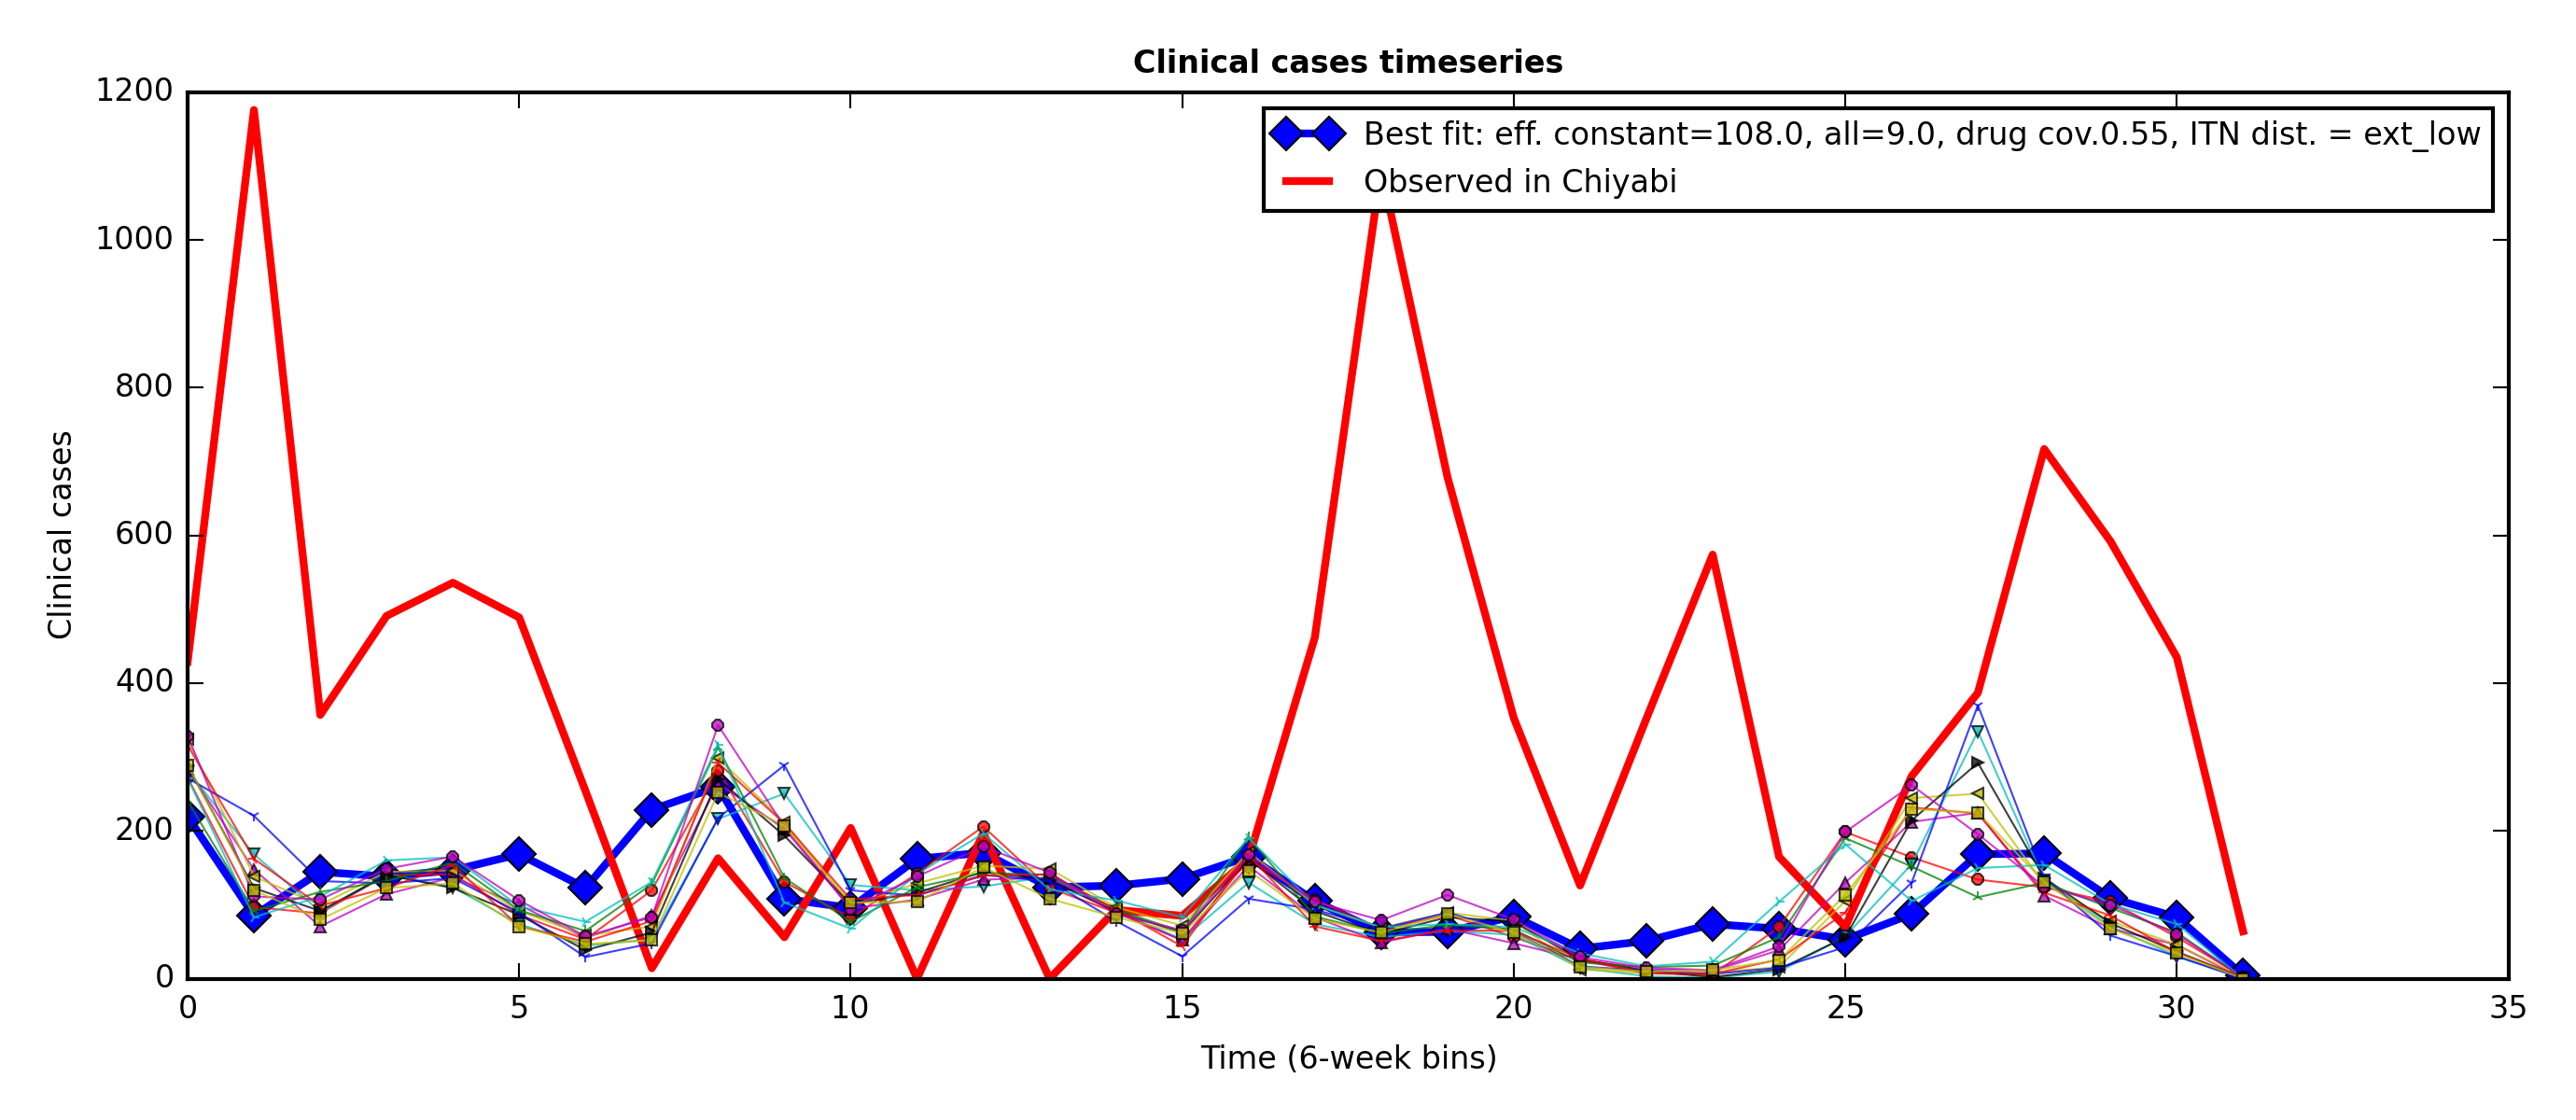 Clinical cases timeseries
1200
1000
800
600
400
200
0
Clinical cases
Best fit: eff. constant=108.0, all=9.0, drug cov.0.55, ITN dist. = ext_low
Observed in Chiyabi
0 5 10 15 20 25 30 35
Time (6-week bins)